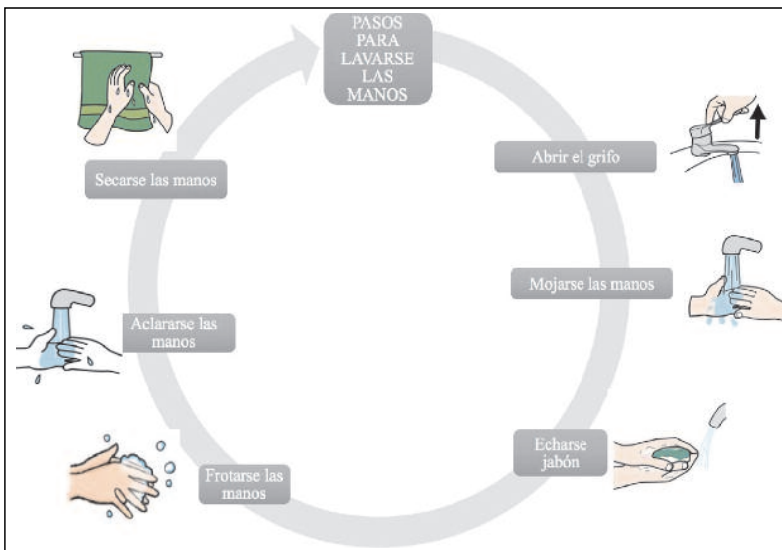 PASOS
PARA
LAVARSE
LAS
MANOS
Abrir el grifo
Mojarse las manos
Echarse
jabón
Frotarse las
manos
Aclararse las
manos
Secarse las manos